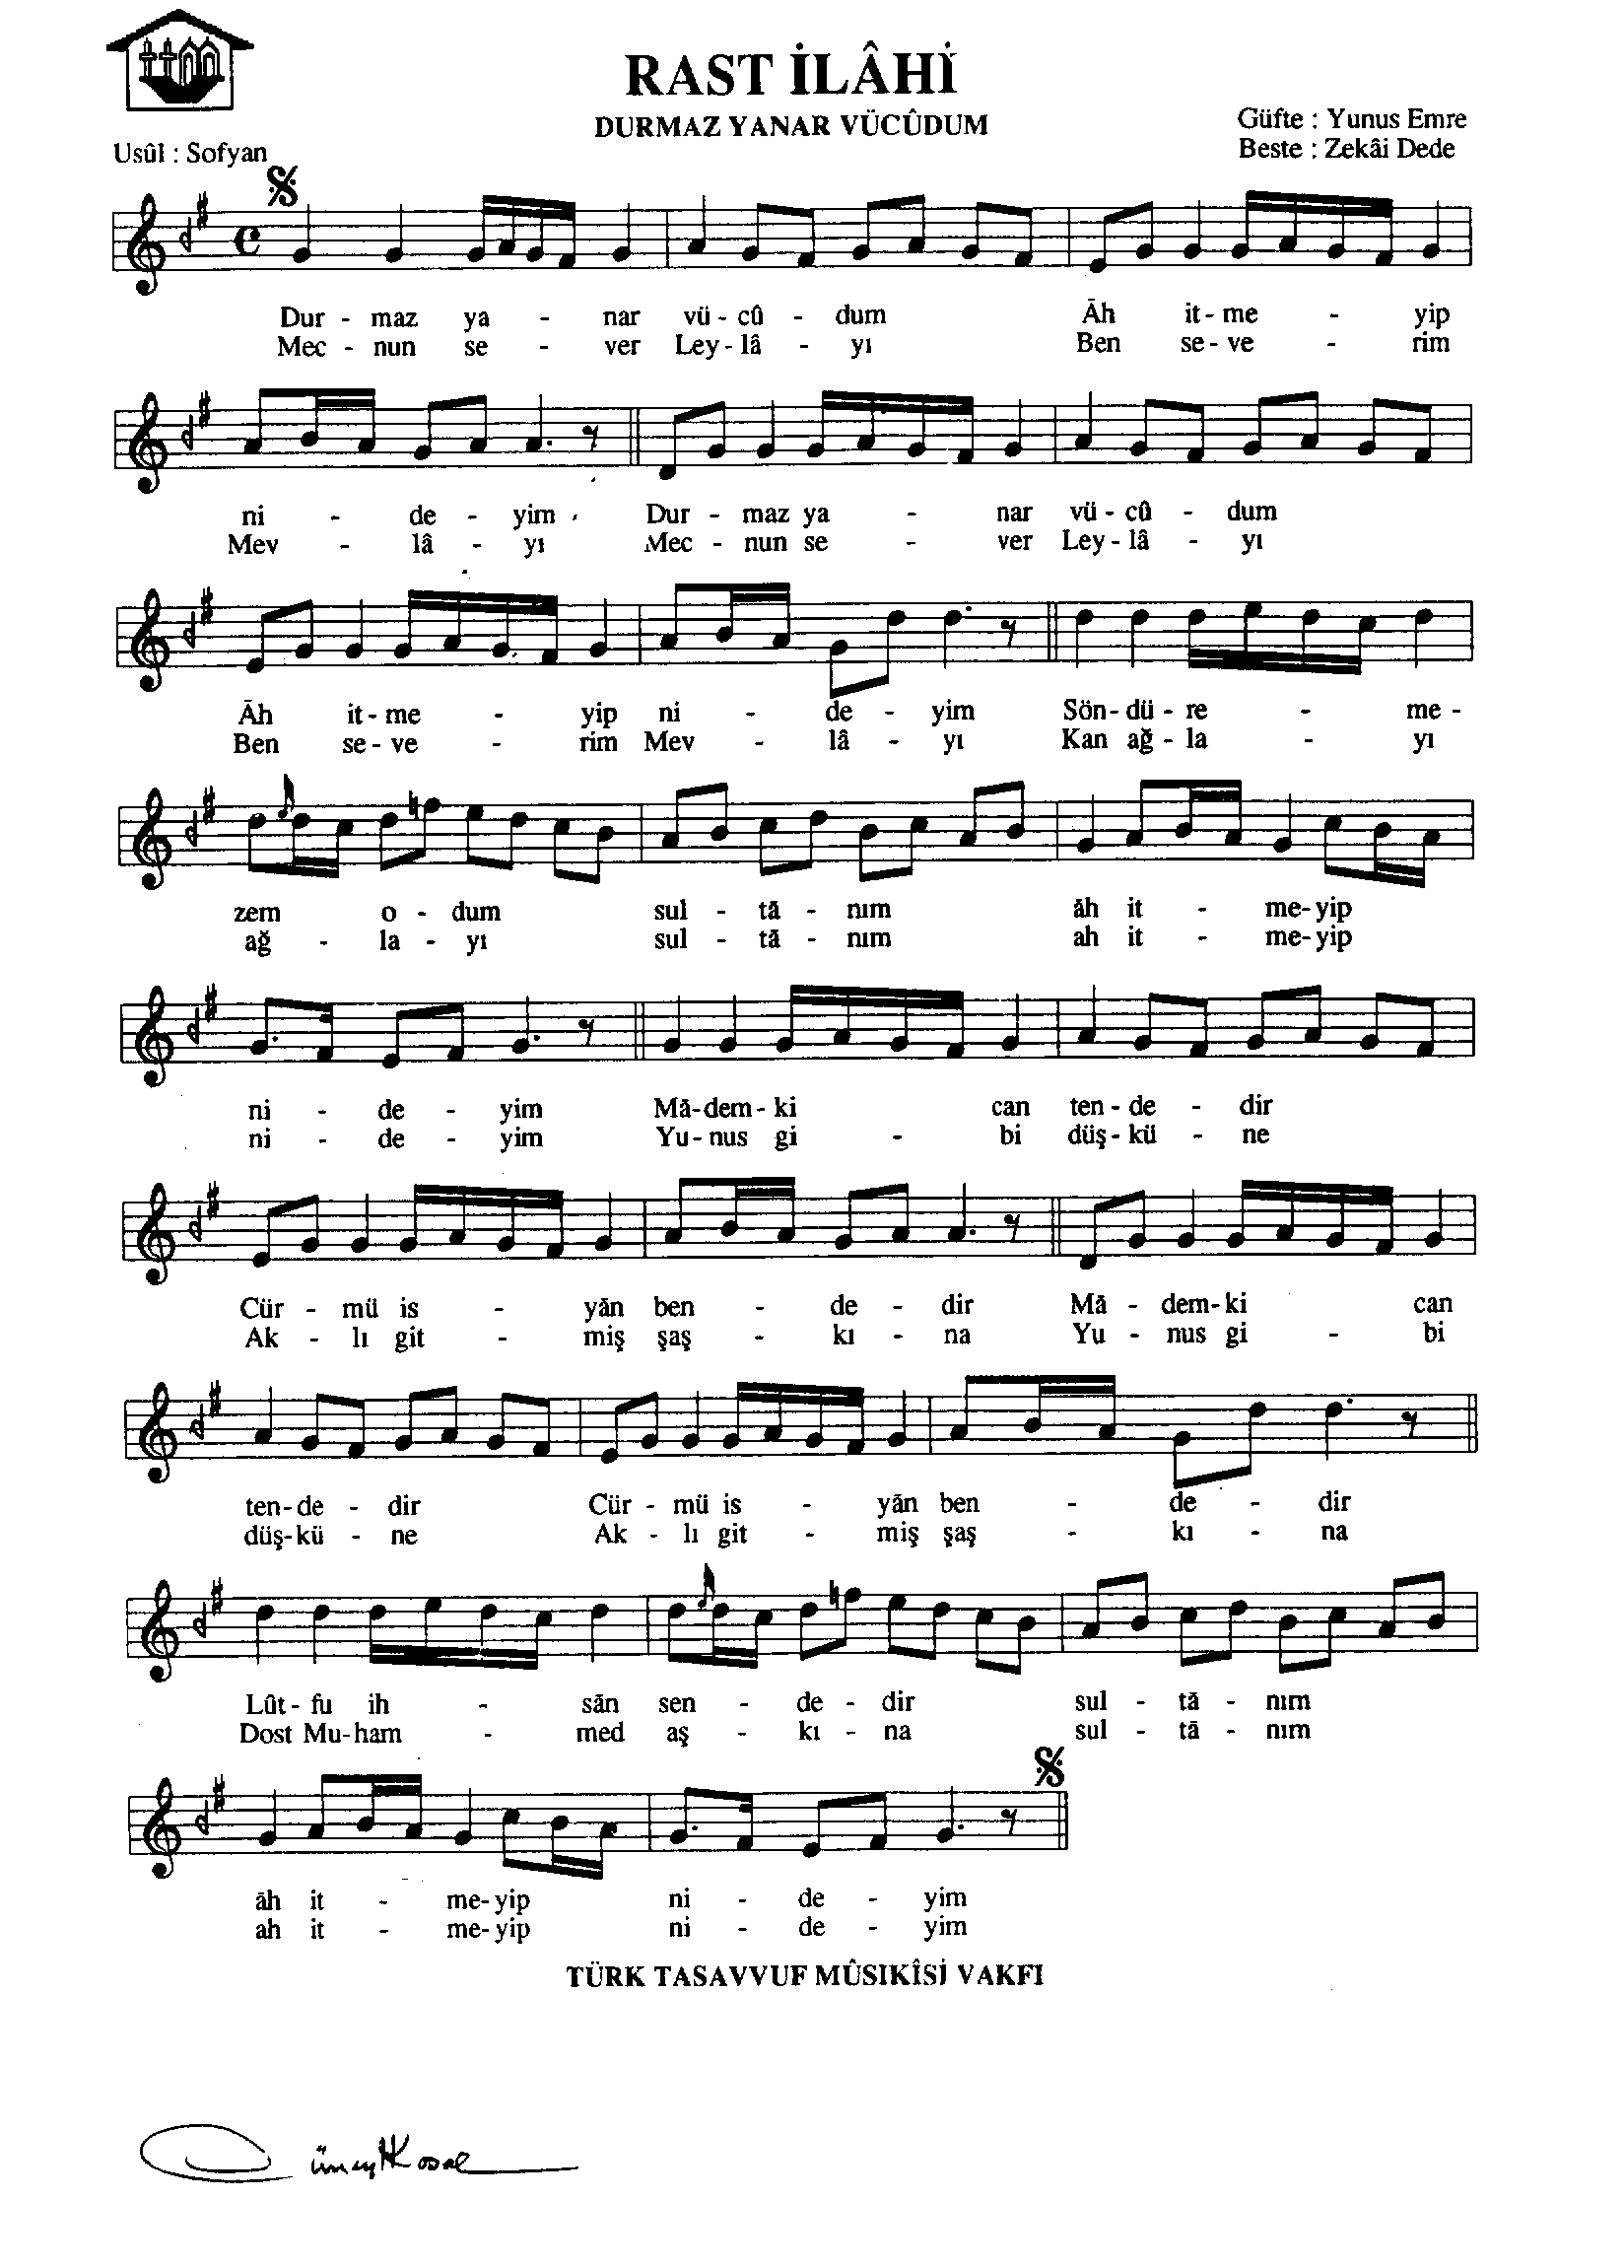 RAST İLÂHİ
DURMAZ YANAR VÜCÛDUM
Güfte : Yunus Emre
Usûl : Sofyan
Beste : Zekâi Dede
Dur - maz ya - nar vü - cû - dum Āh it - me - yip
Mec - nun se - ver Ley - lâ - yı Ben se - ve - rim
ni - de - yim Dur - maz ya - nar vü - cû - dum
Mev - lâ - yı Mec - nun se - ver Ley - lâ - yı
Āh it - me - yip ni - de - yim Sön - dü - re - me -
Ben se - ve - rim Mev - lâ - yı Kan ağ - la - yı
zem o - dum sul - tā - nım āh it - me - yip
ağ - la - yı sul - tā - nım ah it - me - yip
ni - de - yim Mā - dem - ki can ten - de - dir
ni - de - yim Yu - nus gi - bi düş - kü - ne
Cür - mü is - yān ben - de - dir Mā - dem - ki can
Ak - lı git - miş şaş - kı - na Yu - nus gi - bi
ten - de - dir Cür - mü is - yān ben - de - dir
düş - kü - ne Ak - lı git - miş şaş - kı - na
Lût - fu ih - sān sen - de - dir sul - tā - nım
Dost Mu - ham - med aş - kı - na sul - tā - nım
āh it - me - yip ni - de - yim
ah it - me - yip ni - de - yim
TÜRK TASAVVUF MÛSIKÎSİ VAKFI